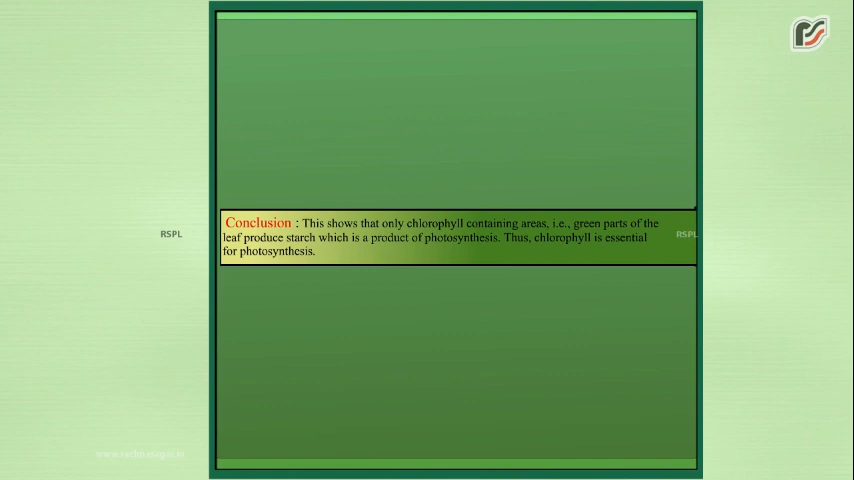 Conclusion : This shows that only chlorophyll containing areas, i.e., green parts of the
leaf produce starch which is a product of photosynthesis. Thus, chlorophyll is essential
for photosynthesis.
RSPL
RSPL